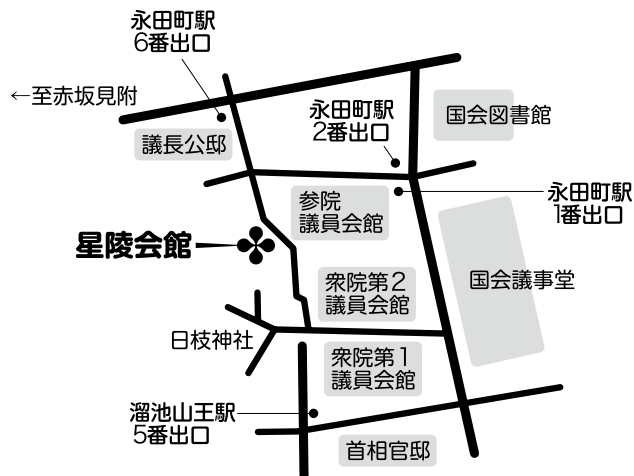 永田町駅
6番出口
←至赤坂見附
議長公邸
永田町駅
2番出口
国会図書館
永田町駅
1番出口
参院
議員会館
星陵会館
衆院第2
議員会館
国会議事堂
日枝神社
衆院第1
議員会館
溜池山王駅
5番出口
首相官邸